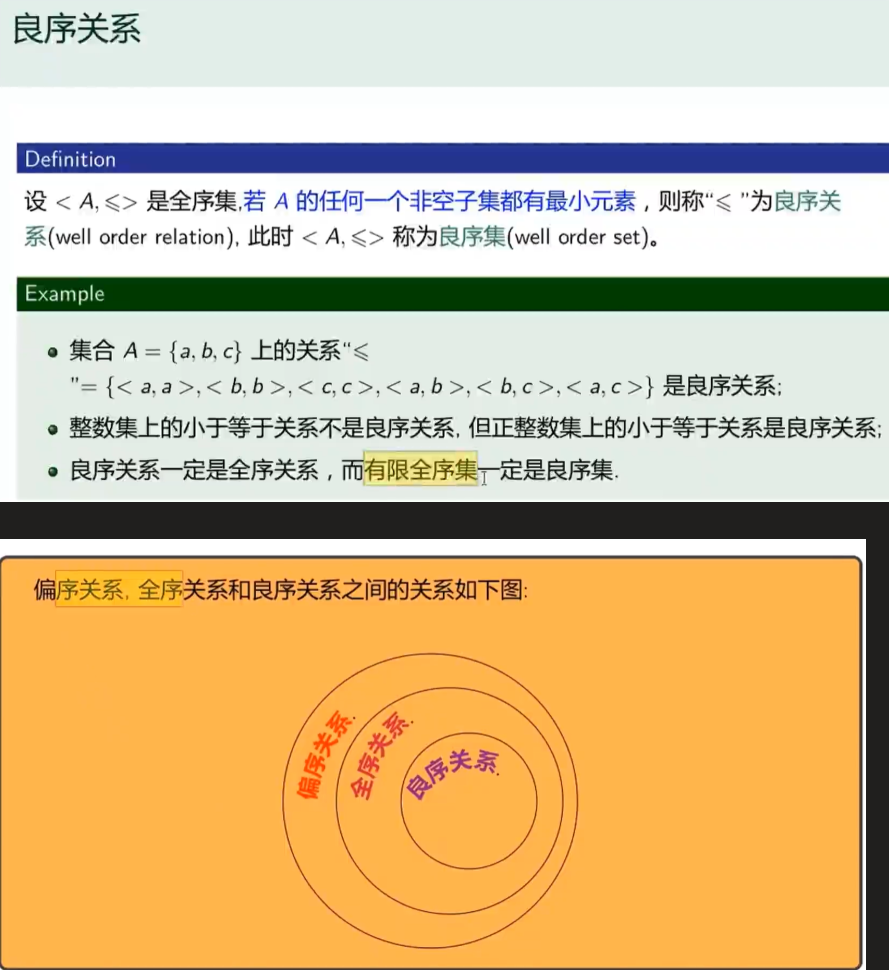 良序关系
Definition
设 < A, ⩽> 是全序集,若 A 的任何一个非空子集都有最小元素，则称“⩽ ”为良序关
系(well order relation), 此时 < A, ⩽> 称为良序集(well order set)。
Example
集合 A = {a, b, c} 上的关系“⩽
”= {< a, a >, < b, b >, < c, c >, < a, b >, < b, c >, < a, c >} 是良序关系;
整数集上的小于等于关系不是良序关系, 但正整数集上的小于等于关系是良序关系;
良序关系一定是全序关系，而有限全序集一定是良序集.
偏序关系, 全序关系和良序关系之间的关系如下图:
偏序关系.
全序关系.
良序关系.